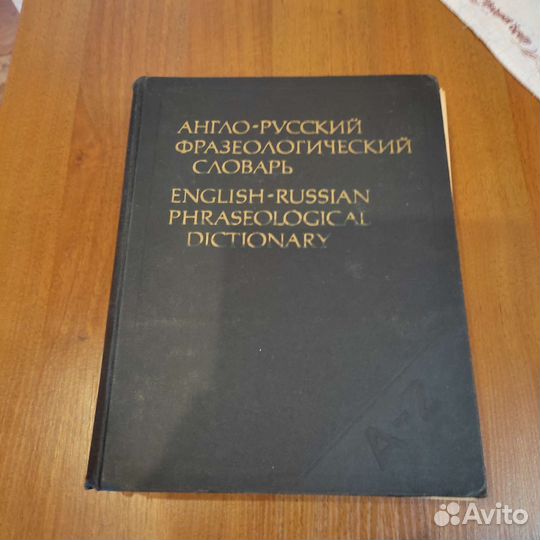 АНГЛО-РУССКИЙ
ФРАЗЕОЛОГИЧЕСКИЙ
СЛОВАРЬ
ENGLISH-RUSSIAN
PHRASEOLOGICAL
DICTIONARY
A-Z
Avito